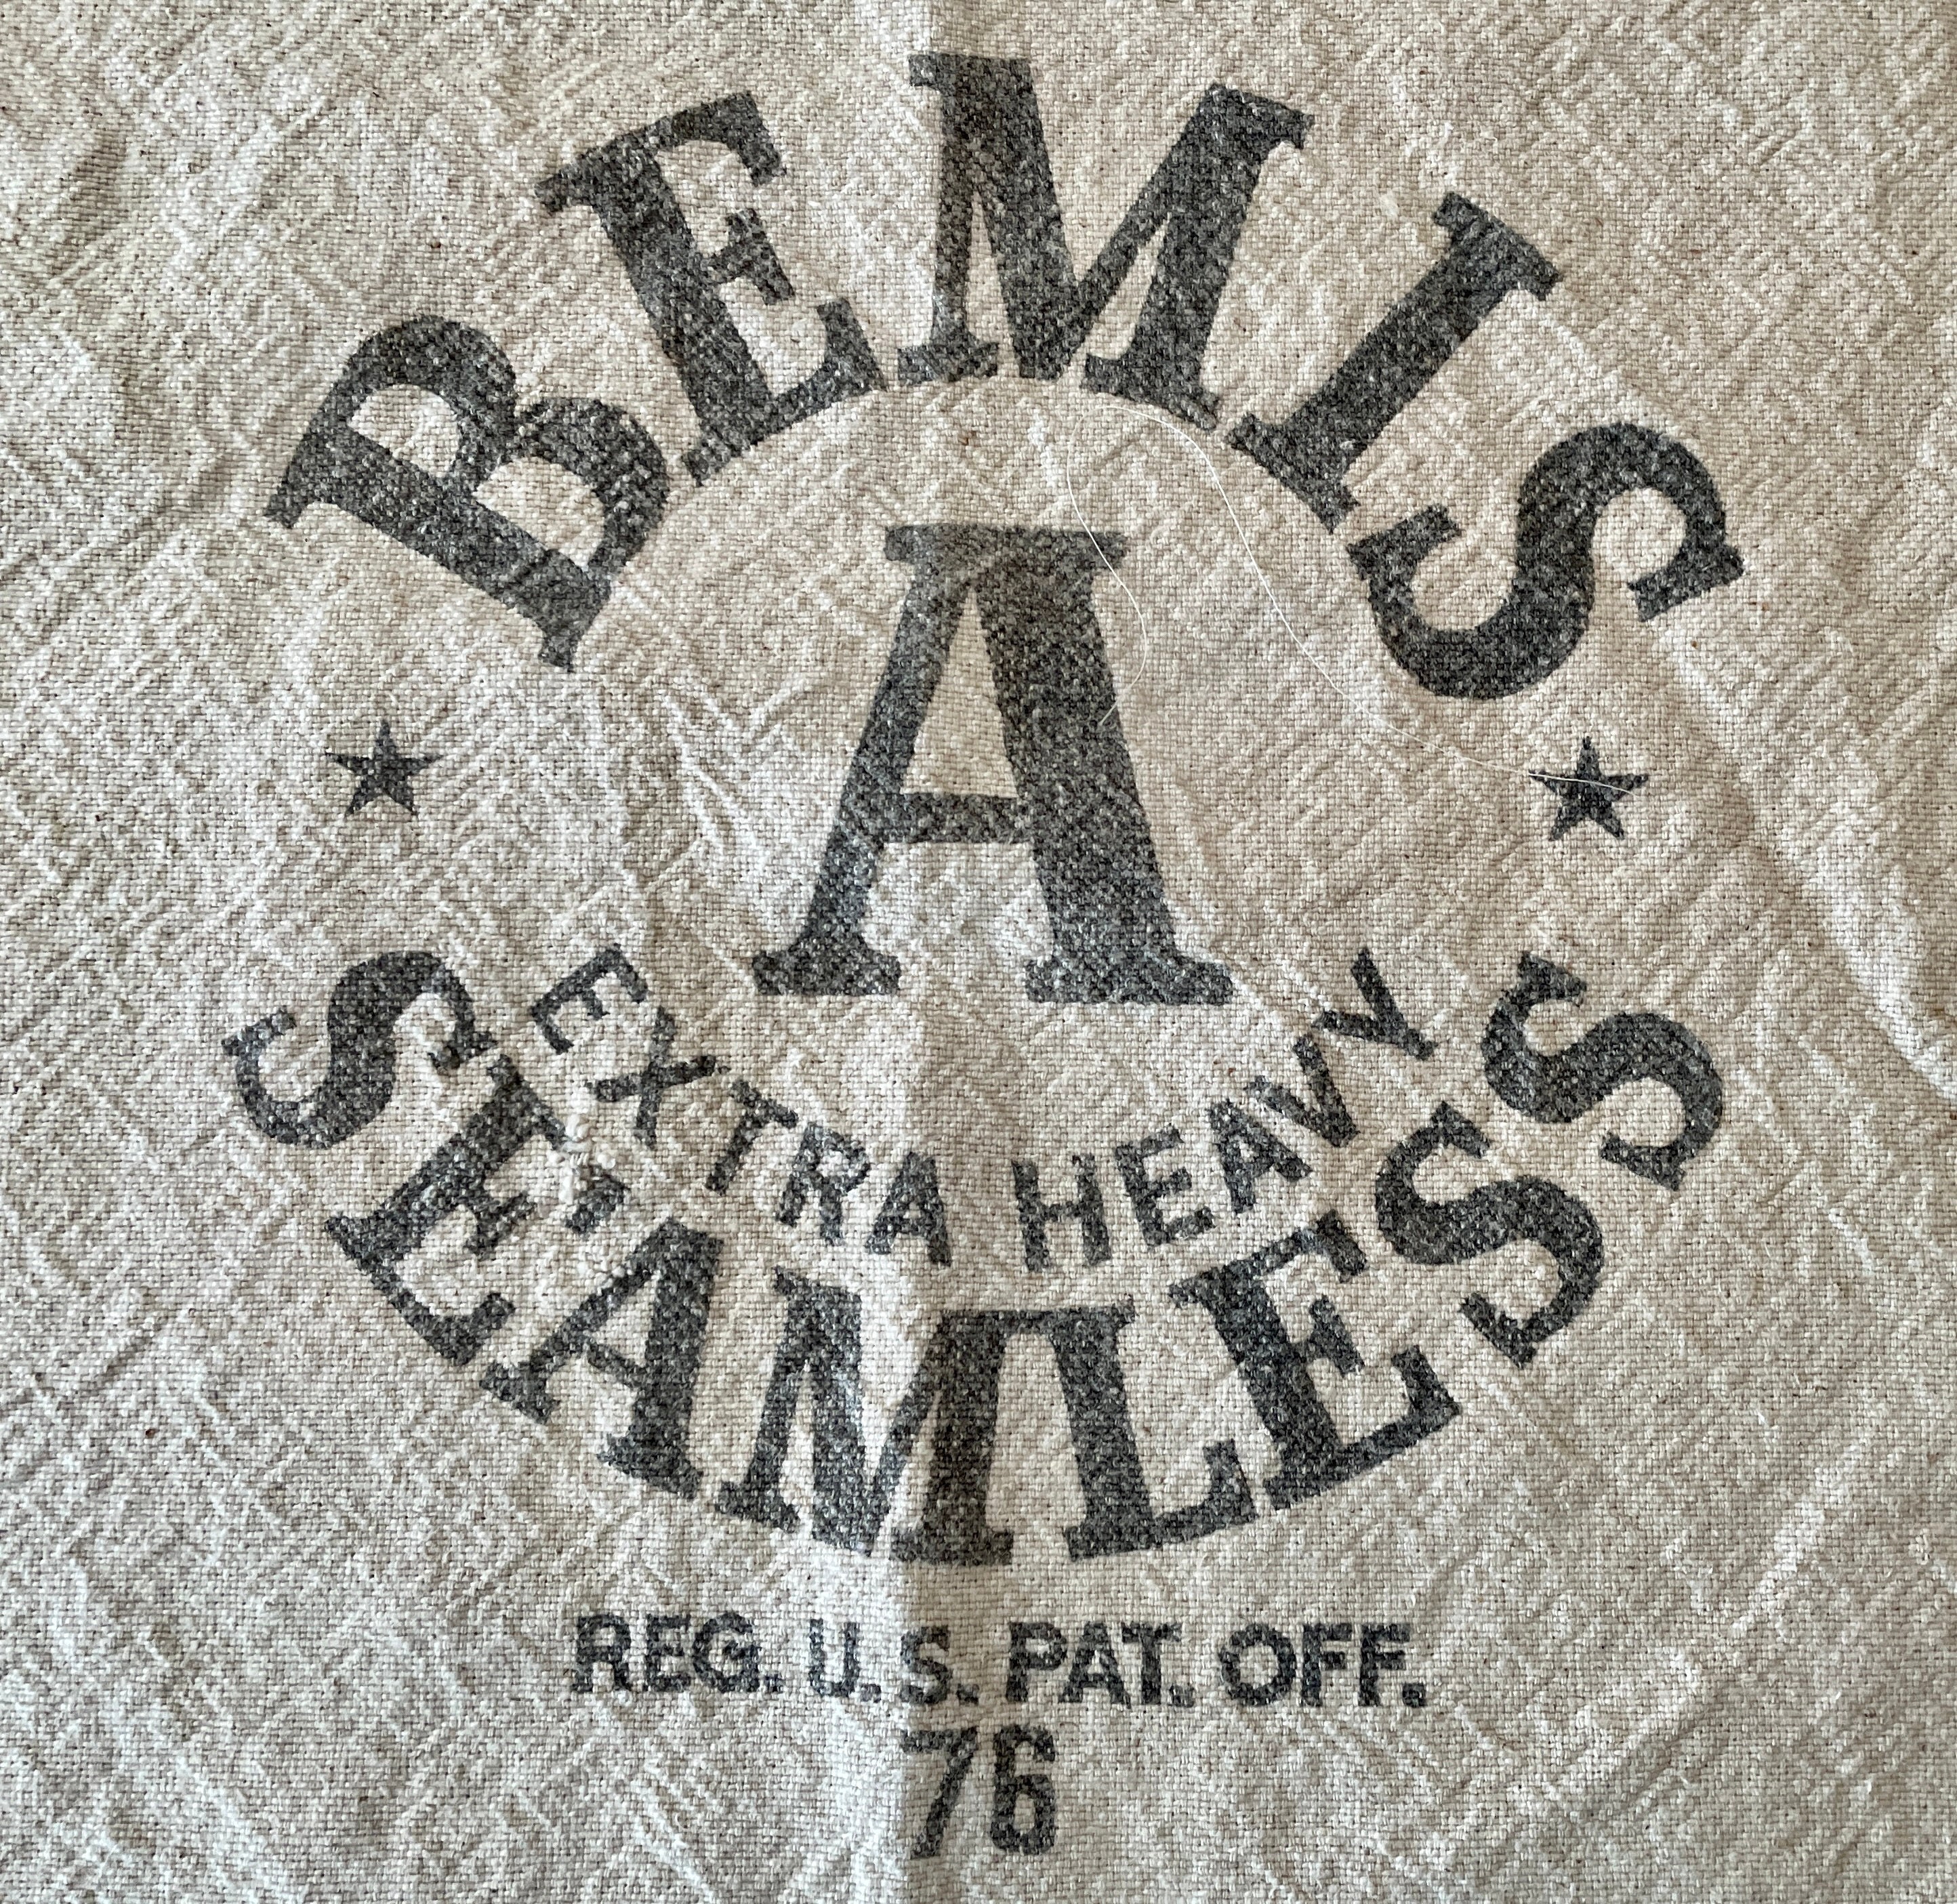 BEMIS
A
EXTRA HEAVY
SEAMLESS
REG. U.S. PAT. OFF.
76